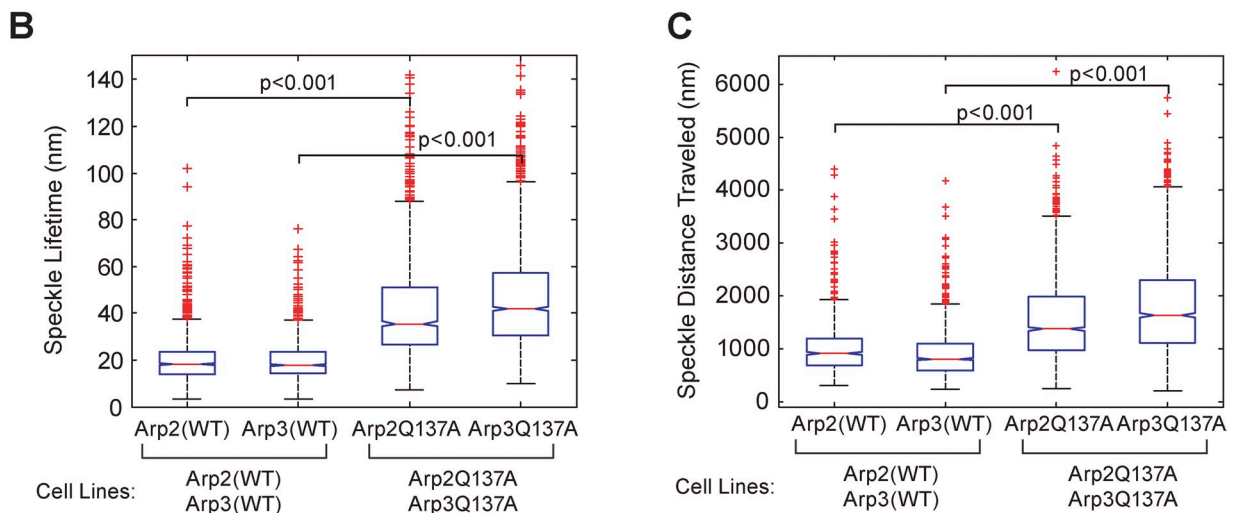 B
Speckle Lifetime (nm)
140
120
100
80
60
40
20
0
p<0.001
p<0.001
Arp2(WT) Arp3(WT) Arp2Q137A Arp3Q137A
Cell Lines:
Arp2(WT)
Arp3(WT)
Arp2Q137A
Arp3Q137A
C
Speckle Distance Traveled (nm)
6000
5000
4000
3000
2000
1000
0
p<0.001
p<0.001
Arp2(WT) Arp3(WT) Arp2Q137A Arp3Q137A
Cell Lines:
Arp2(WT)
Arp3(WT)
Arp2Q137A
Arp3Q137A